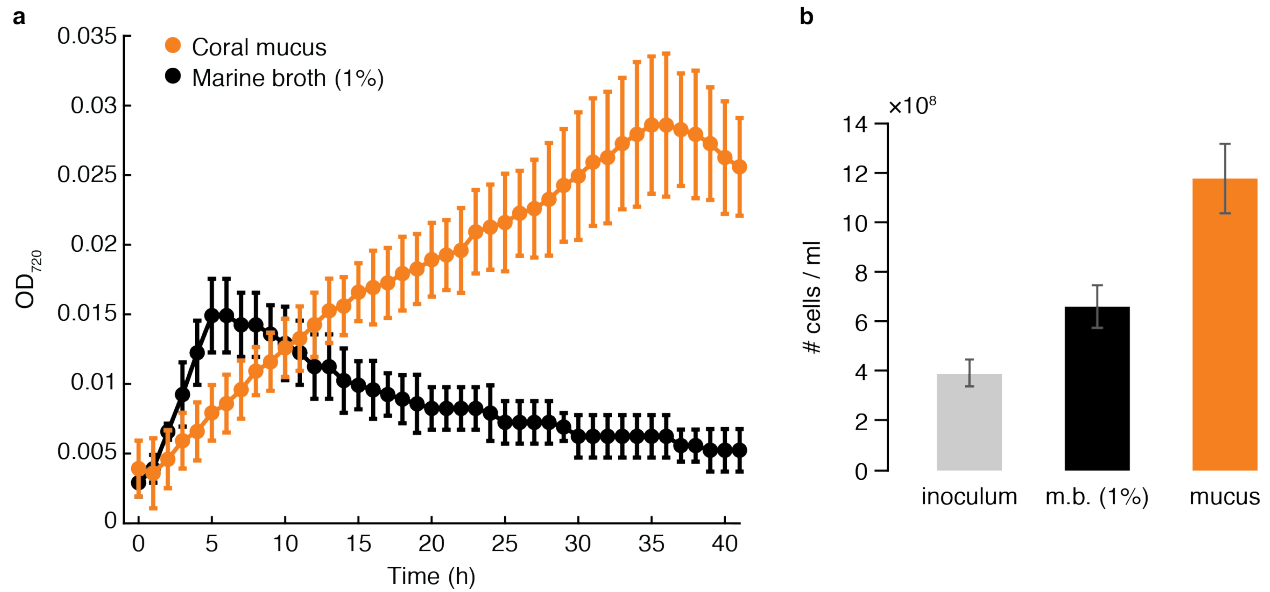 a
0.035
0.03
0.025
0.02
0.015
0.01
0.005
0
OD720
Coral mucus
Marine broth (1%)
0 5 10 15 20 25 30 35 40
Time (h)
b
×10⁸
14
12
10
8
6
4
2
0
# cells / ml
inoculum m.b. (1%) mucus